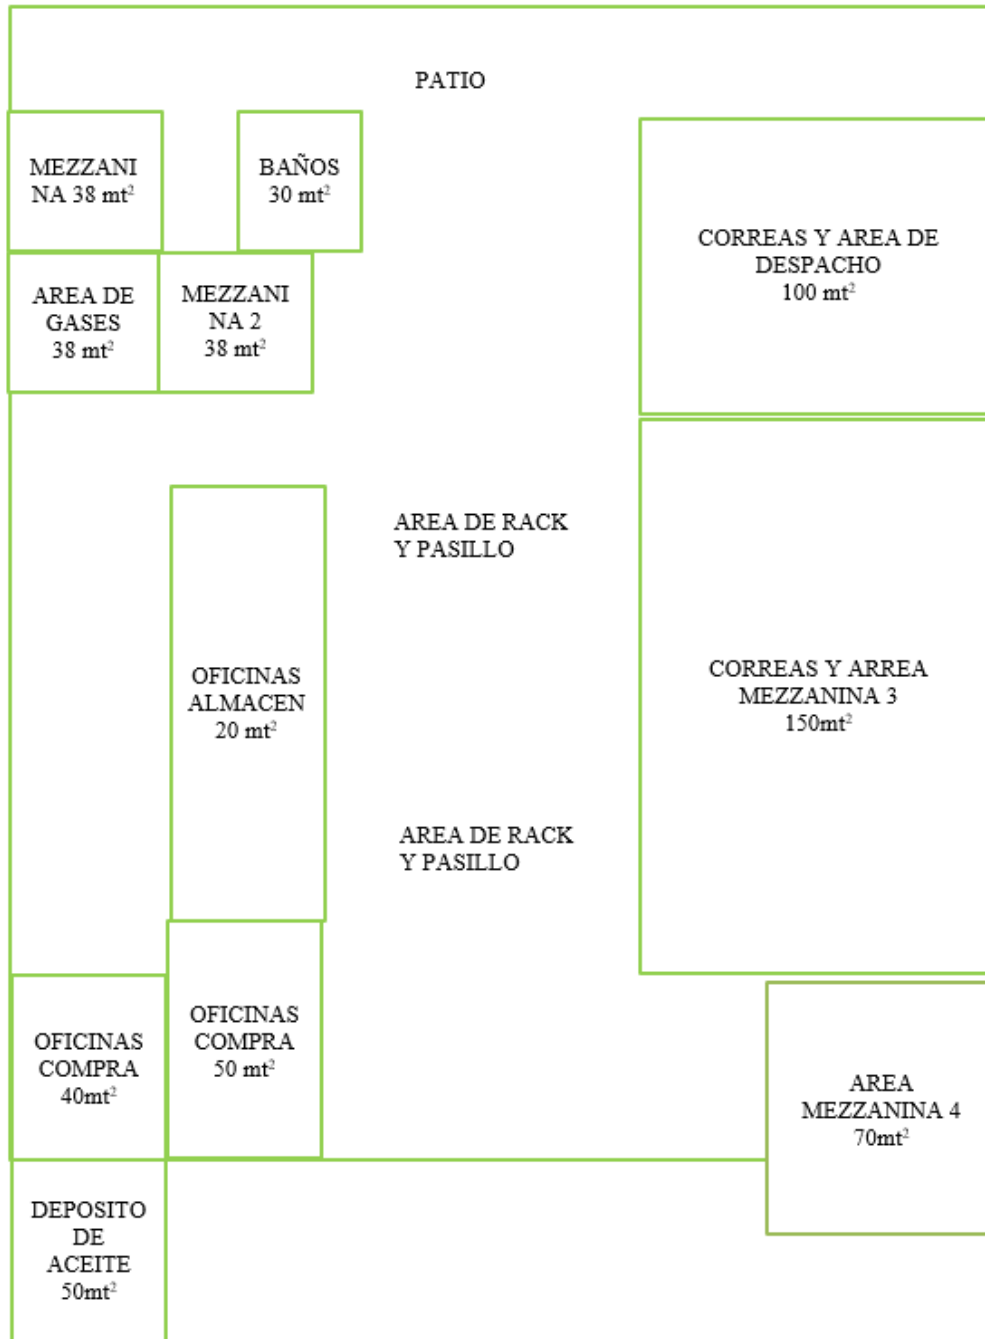 PATIO
MEZZANI
NA 38 mt²
BAÑOS
30 mt²
CORREAS Y AREA DE
DESPACHO
100 mt²
AREA DE
GASES
38 mt²
MEZZANI
NA 2
38 mt²
AREA DE RACK
Y PASILLO
OFICINAS
ALMACEN
20 mt²
CORREAS Y ARREA
MEZZANINA 3
150mt²
AREA DE RACK
Y PASILLO
OFICINAS
COMPRA
40mt²
OFICINAS
COMPRA
50 mt²
AREA
MEZZANINA 4
70mt²
DEPOSITO
DE
ACEITE
50mt²